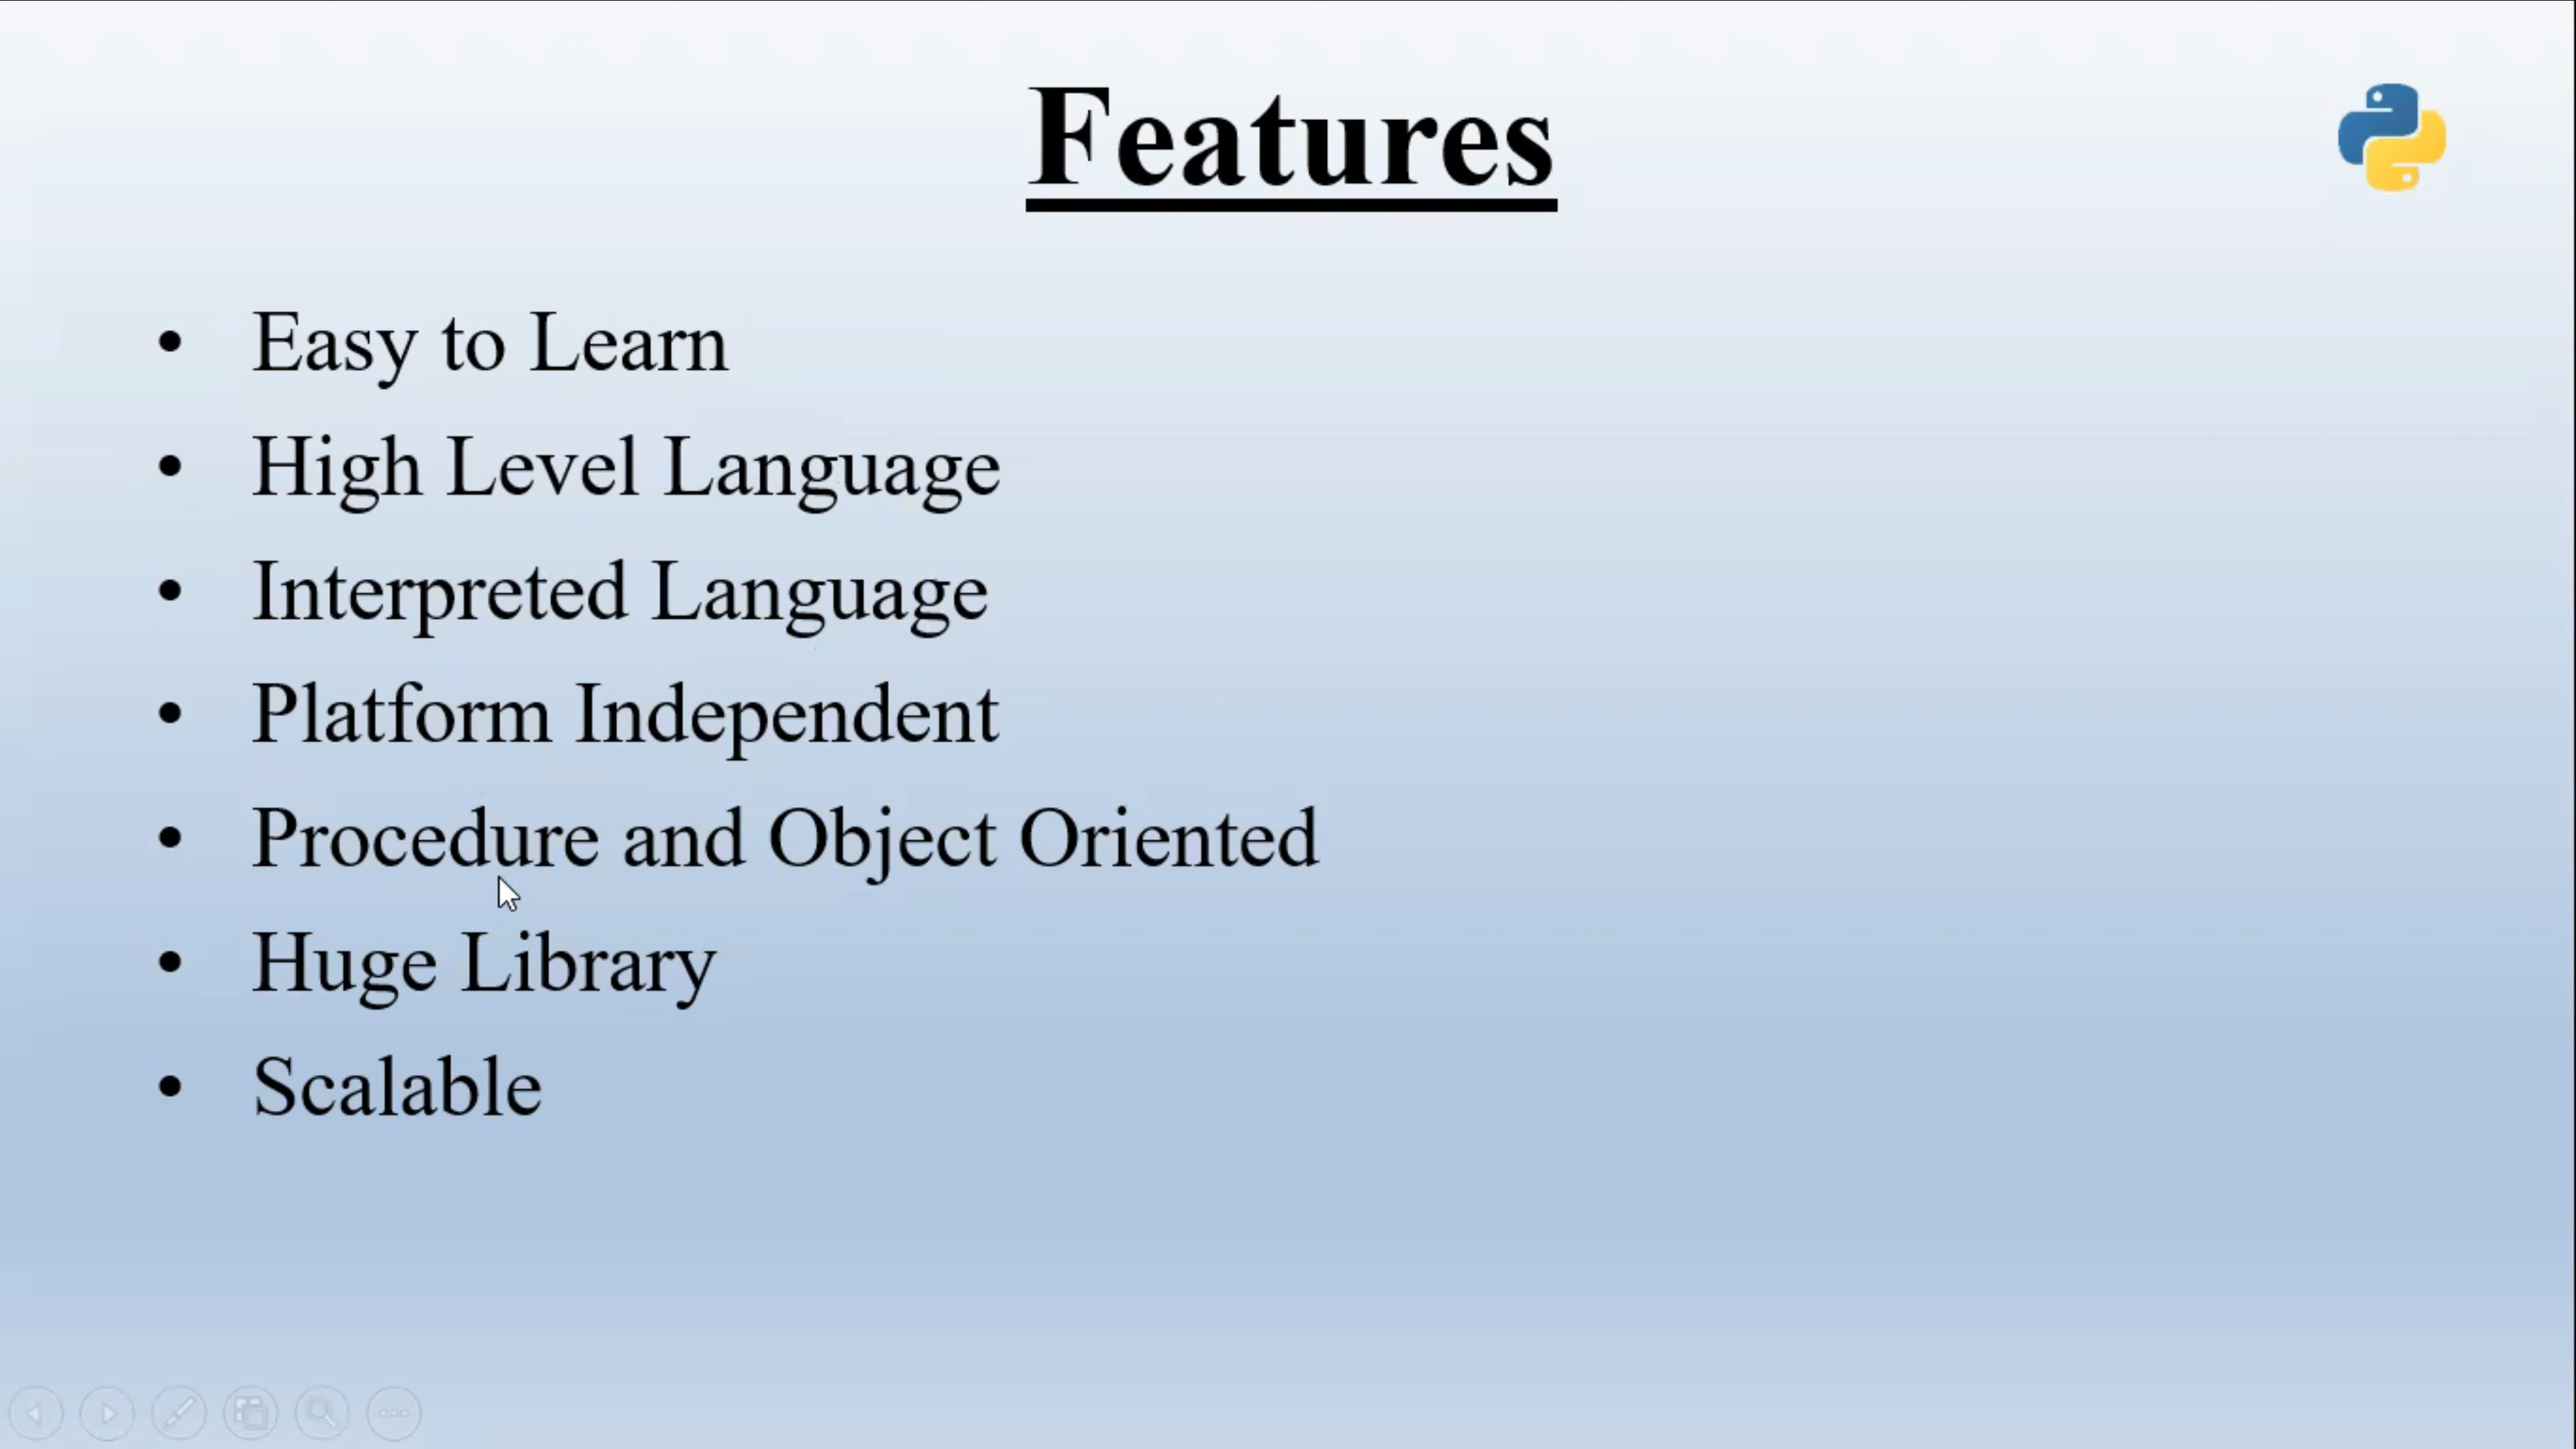 Features
• Easy to Learn
• High Level Language
• Interpreted Language
• Platform Independent
• Procedure and Object Oriented
• Huge Library
• Scalable